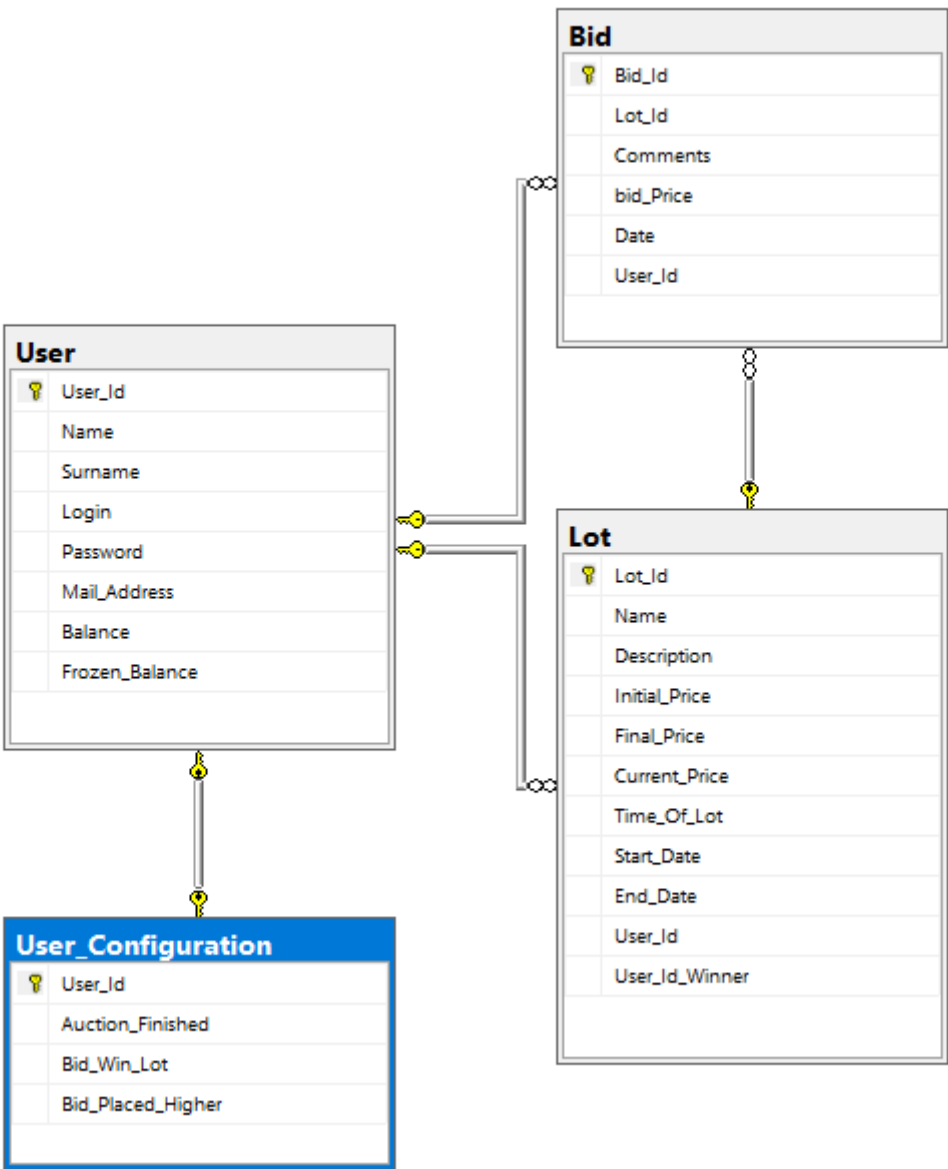 Bid
Bid_Id
Lot_Id
Comments
bid_Price
Date
User_Id
User
User_Id
Name
Surname
Login
Password
Mail_Address
Balance
Frozen_Balance
Lot
Lot_Id
Name
Description
Initial_Price
Final_Price
Current_Price
Time_Of_Lot
Start_Date
End_Date
User_Id
User_Id_Winner
User_Configuration
User_Id
Auction_Finished
Bid_Win_Lot
Bid_Placed_Higher